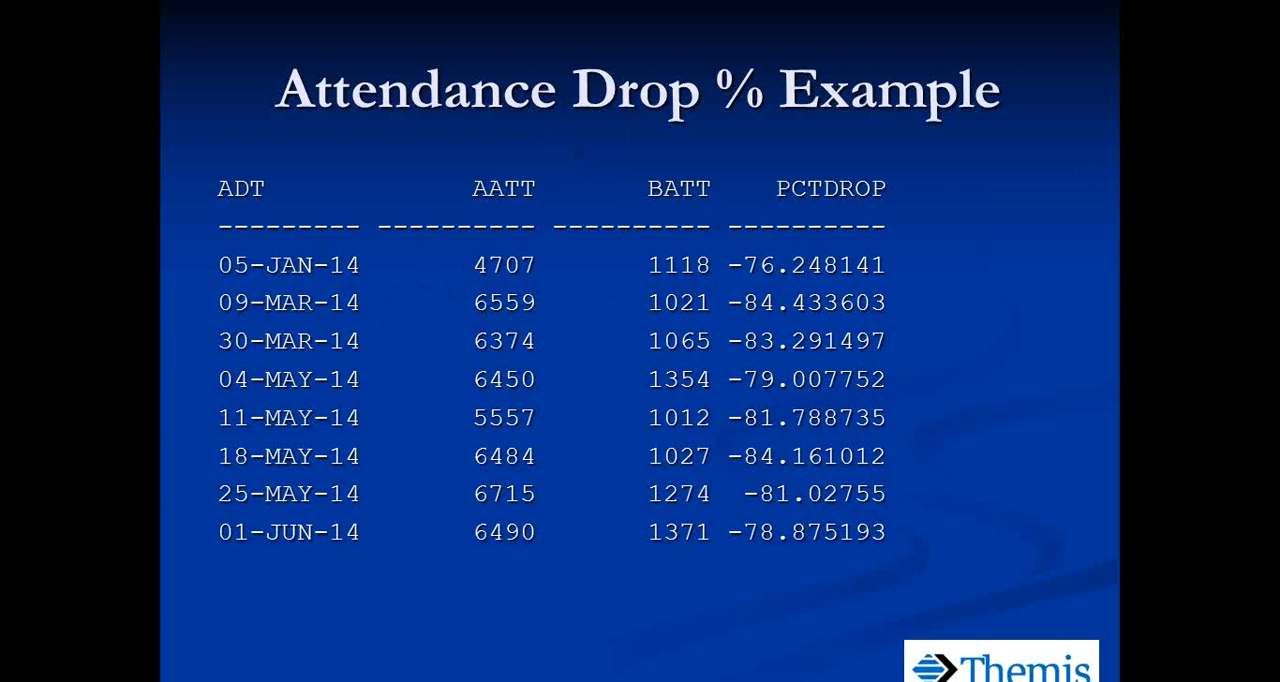 Attendance Drop % Example
ADT AATT BATT PCTDROP
--------- ---------- ---------- ----------
05-JAN-14 4707 1118 -76.248141
09-MAR-14 6559 1021 -84.433603
30-MAR-14 6374 1065 -83.291497
04-MAY-14 6450 1354 -79.007752
11-MAY-14 5557 1012 -81.788735
18-MAY-14 6484 1027 -84.161012
25-MAY-14 6715 1274 -81.02755
01-JUN-14 6490 1371 -78.875193
Themis